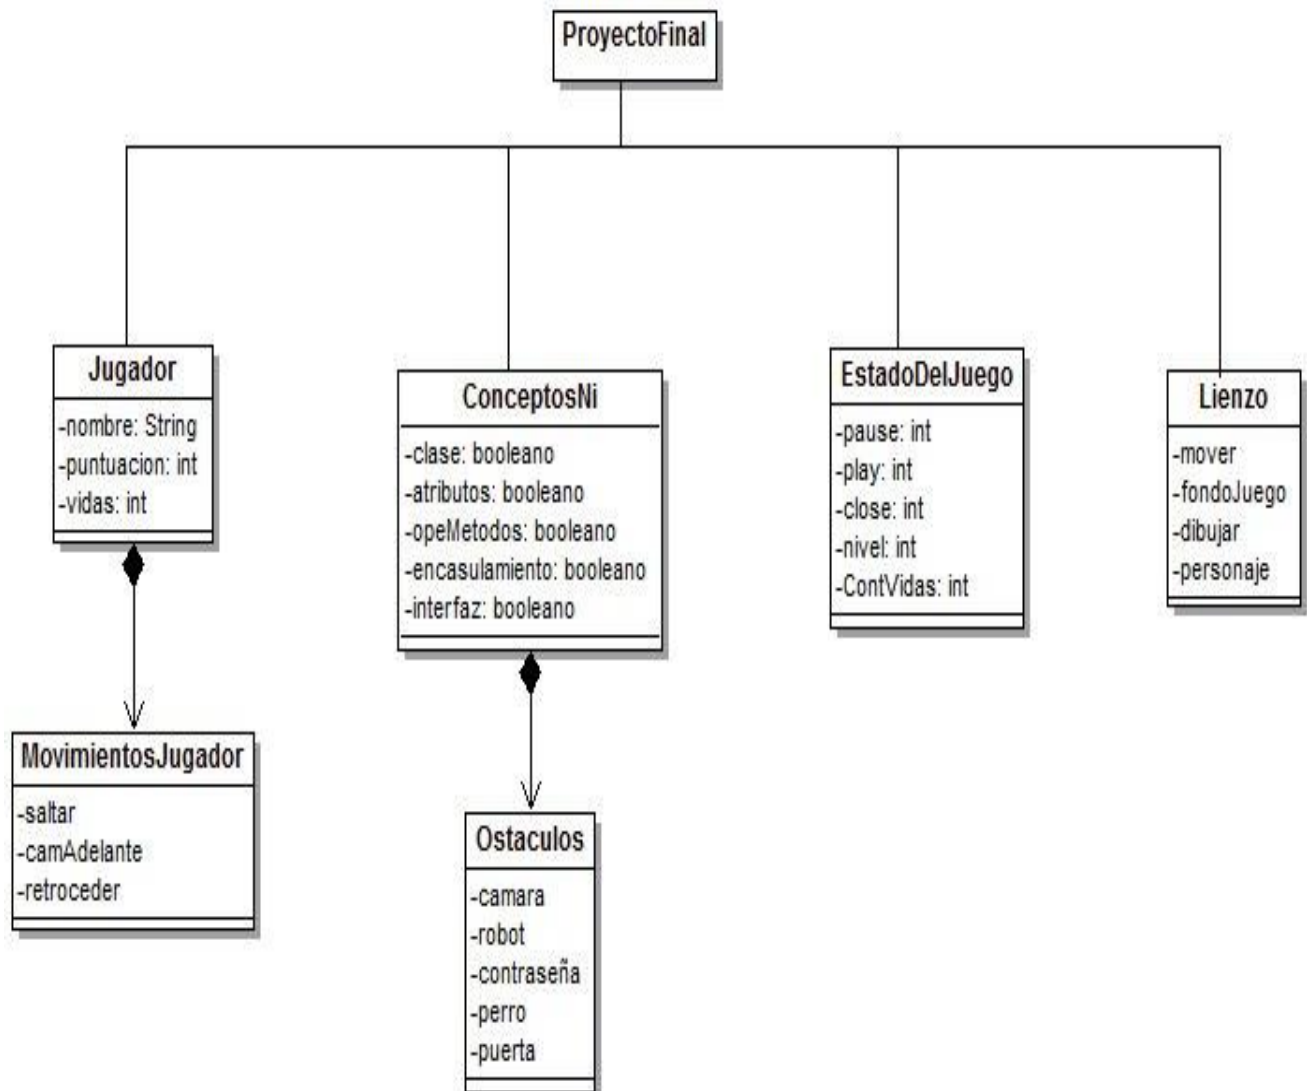 ProyectoFinal
Jugador
-nombre: String
-puntuacion: int
-vidas: int
ConceptosNi
-clase: booleano
-atributos: booleano
-opeMetodos: booleano
-encasulamiento: booleano
-interfaz: booleano
EstadoDelJuego
-pause: int
-play: int
-close: int
-nivel: int
-ContVidas: int
Lienzo
-mover
-fondoJuego
-dibujar
-personaje
MovimientosJugador
-saltar
-camAdelante
-retroceder
Ostaculos
-camara
-robot
-contraseña
-perro
-puerta